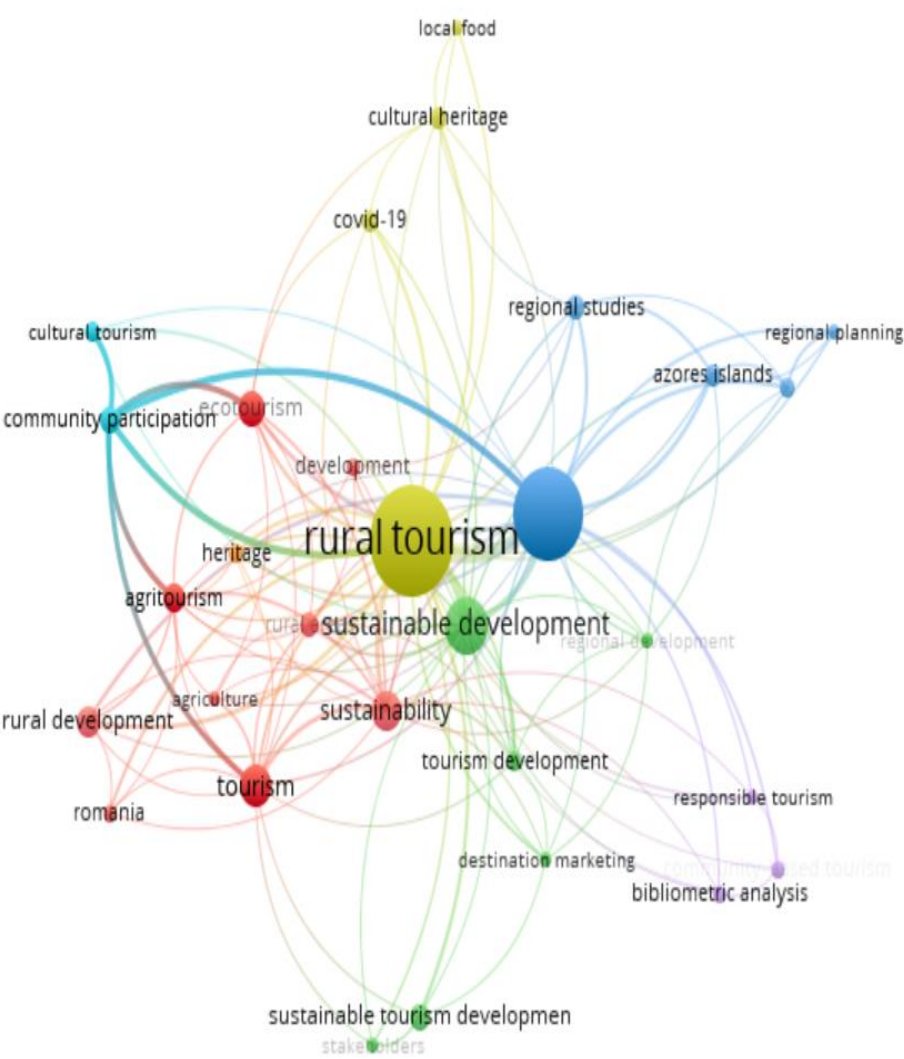 local food
cultural heritage
covid-19
regional studies
cultural tourism
regional planning
azores islands
ecotourism
community participation
development
rural tourism
heritage
agritourism
rural
sustainable development
regional development
agriculture
sustainability
rural development
tourism development
tourism
responsible tourism
romania
destination marketing
community-based tourism
bibliometric analysis
sustainable tourism developmen
stakeholders